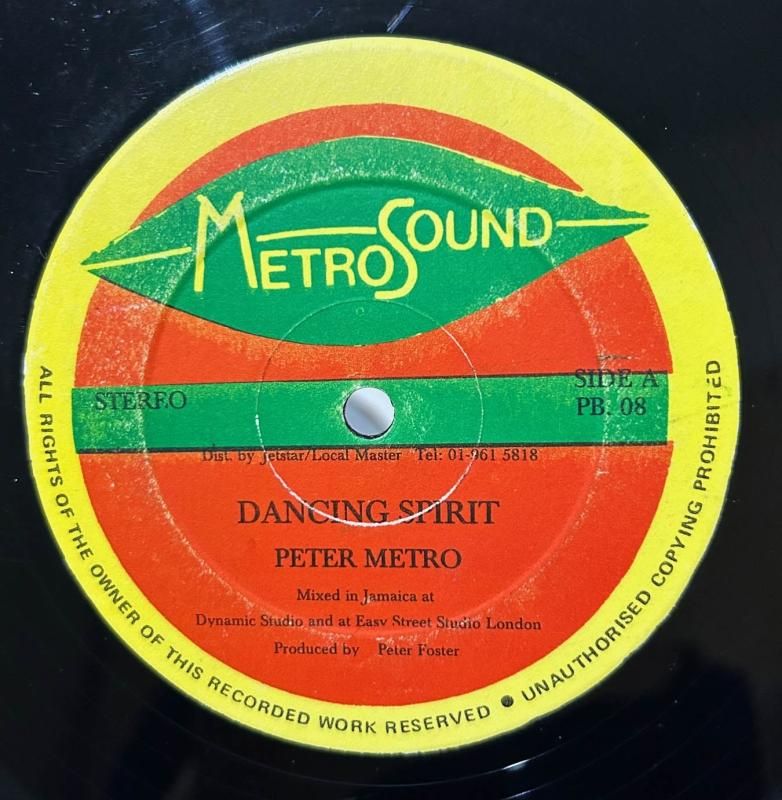 METROSOUND
STEREO
SIDE A
PB. 08
Dist. by Jetstar/Local Master Tel: 01-961 5818
DANCING SPIRIT
PETER METRO
Mixed in Jamaica at
Dynamic Studio and at Easy Street Studio London
Produced by Peter Foster
ALL RIGHTS OF THE OWNER OF THIS RECORDED WORK RESERVED ● UNAUTHORISED COPYING PROHIBITED